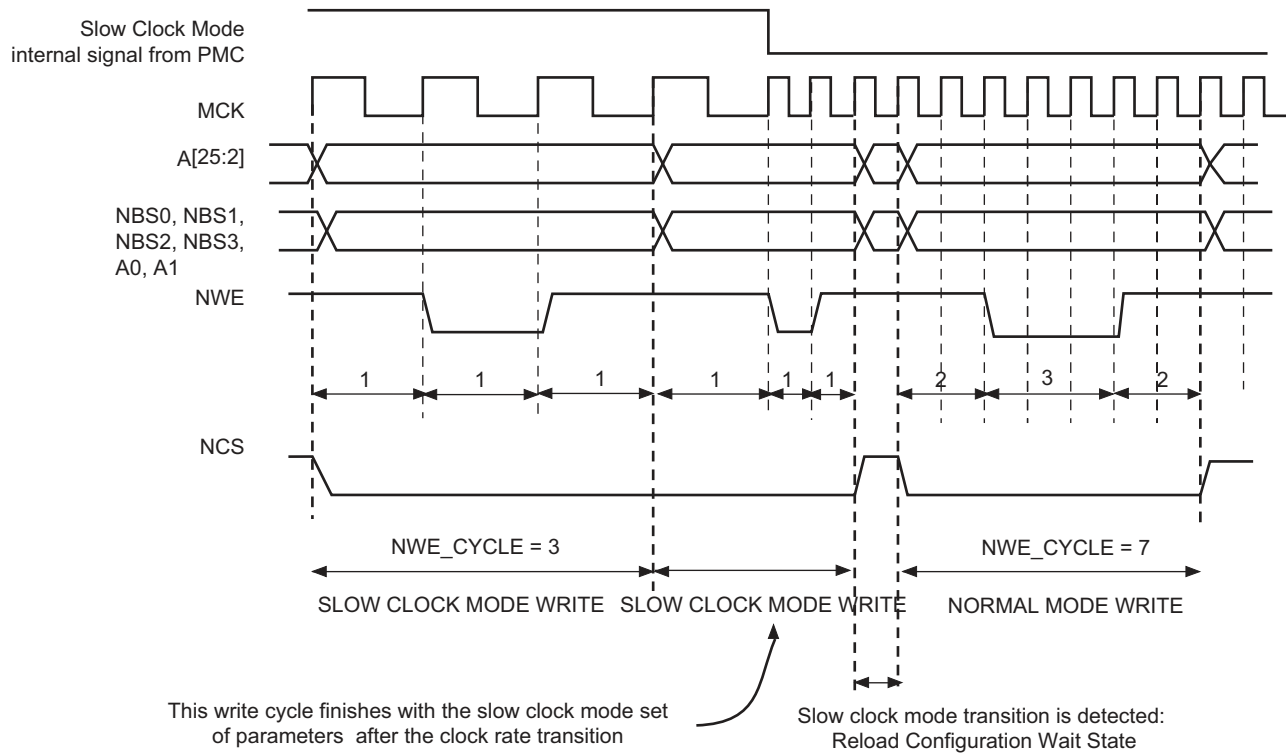 Slow Clock Mode
internal signal from PMC
MCK
A[25:2]
NBS0, NBS1,
NBS2, NBS3,
A0, A1
NWE
1 1 1 1 1 1 2 3 2
NCS
NWE_CYCLE = 3 NWE_CYCLE = 7
SLOW CLOCK MODE WRITE SLOW CLOCK MODE WRITE NORMAL MODE WRITE
This write cycle finishes with the slow clock mode set
of parameters after the clock rate transition
Slow clock mode transition is detected:
Reload Configuration Wait State